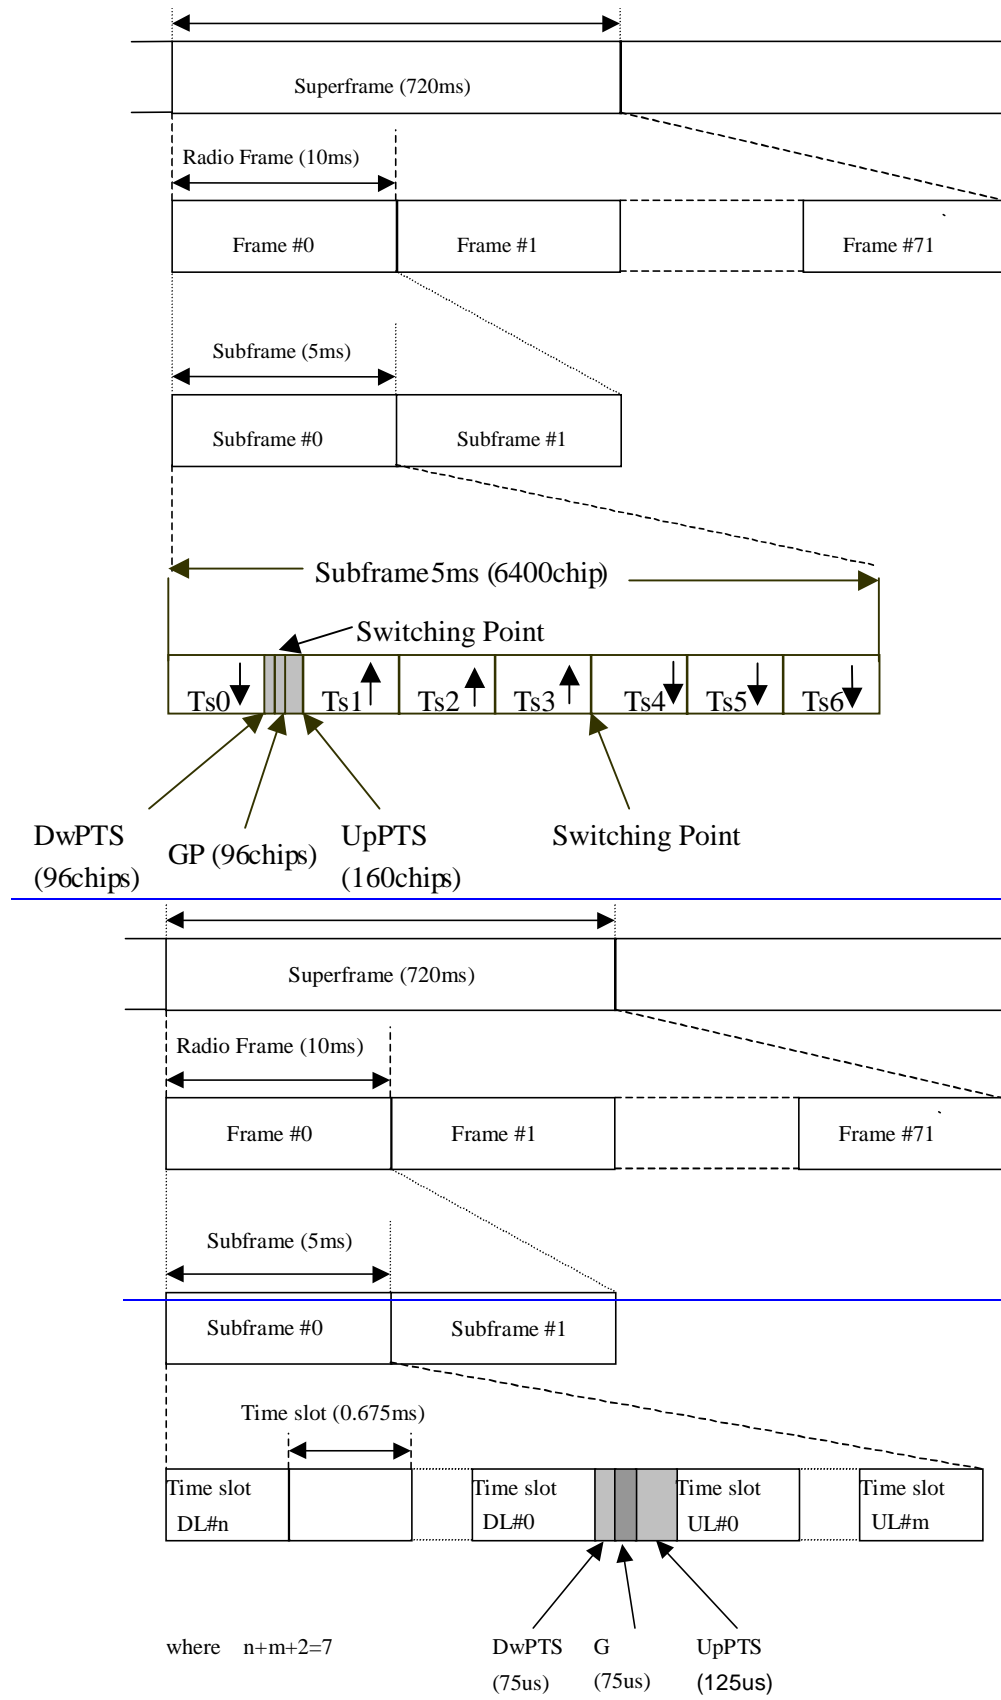 Superframe (720ms)
Radio Frame (10ms)
Frame #0
Frame #1
Frame #71
Subframe (5ms)
Subframe #0
Subframe #1
Subframe 5ms (6400chip)
Switching Point
Ts0
Ts1
Ts2
Ts3
Ts4
Ts5
Ts6
DwPTS
(96chips)
GP (96chips)
UpPTS
(160chips)
Switching Point
Superframe (720ms)
Radio Frame (10ms)
Frame #0
Frame #1
Frame #71
Subframe (5ms)
Subframe #0
Subframe #1
Time slot (0.675ms)
Time slot
DL#n
Time slot
DL#0
Time slot
UL#0
Time slot
UL#m
where n+m+2=7
DwPTS
(75us)
G
(75us)
UpPTS
(125us)